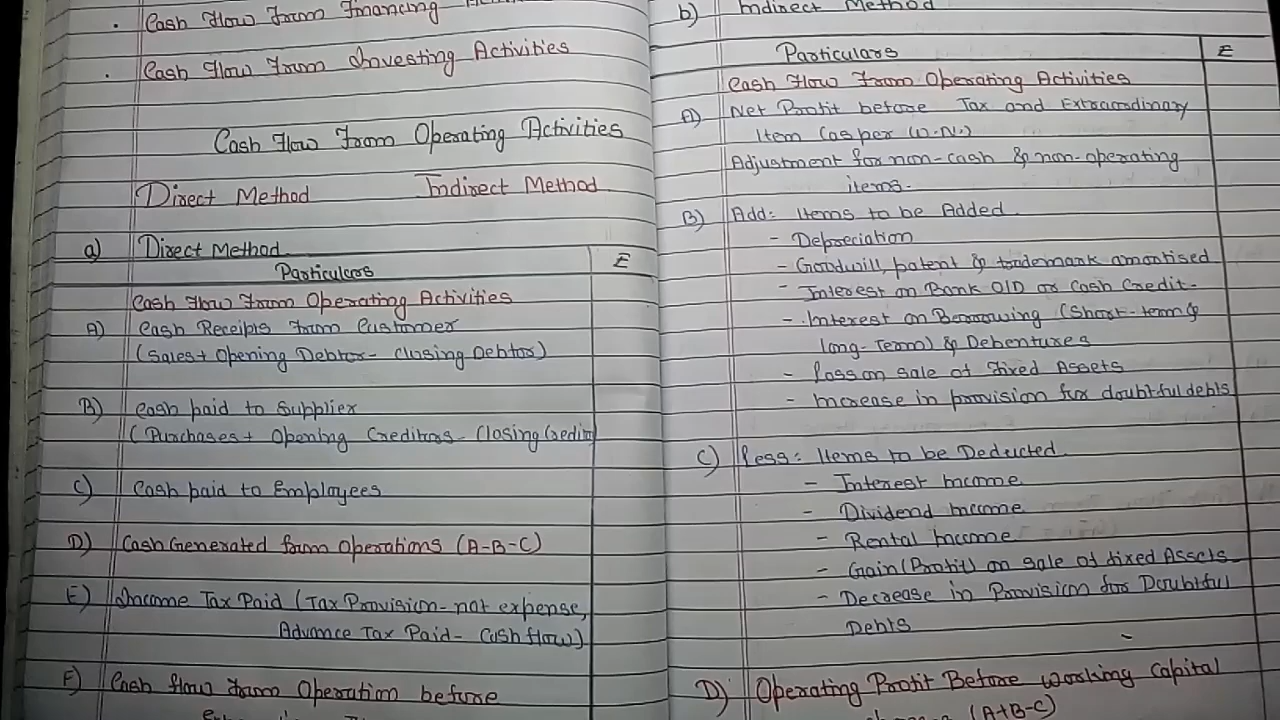 Cash Flow From Financing
Cash Flow From Investing Activities
Cash Flow From Operating Activities
Direct Method Indirect Method
a) Direct Method
Particulars ₤
Cash Flow From Operating Activities
A) Cash Receipts From Customer
(Sales + Opening Debtor - Closing Debtor)
B) Cash paid to Supplier
(Purchases + Opening Creditors - Closing Creditors
C) Cash paid to Employees
D) Cash Generated from Operations (A-B-C)
E) Income Tax Paid (Tax Provision - not expense,
Advance Tax Paid - Cash flow)
F) Cash flow From Operation before
b) Indirect Method
Particulars ₤
Cash Flow From Operating Activities
A) Net Profit before Tax and Extraordinary
Item (as per W.N.)
Adjustment for non-cash & non-operating
items.
B) Add: Items to be Added
- Depreciation
- Goodwill, patent & trademark amortised
- Interest on Bank O/D or Cash Credit
- Interest on Borrowing (Short-term &
long-Term) & Debentures
- Loss on sale of Fixed Assets
- Increase in provision for doubtful debts
C) Less: Items to be Deducted
- Interest Income
- Dividend Income
- Rental Income
- Gain (Profit) on sale of fixed Assets
- Decrease in Provision for Doubtful
Debts
D) Operating Profit Before Working Capital
(A+B-C)